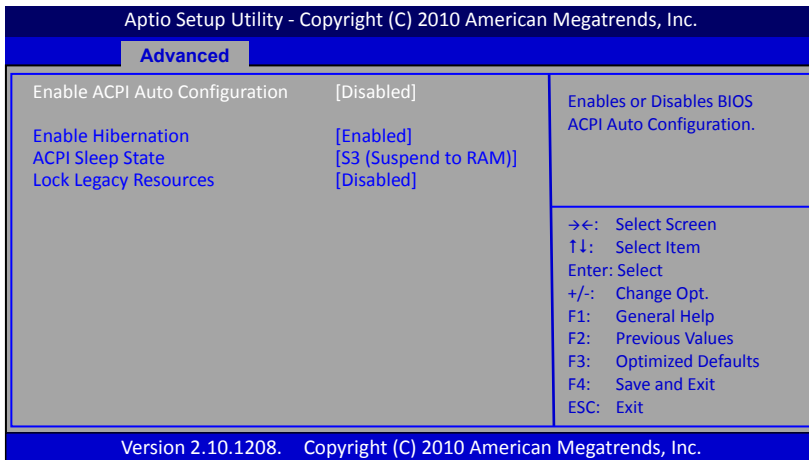 Aptio Setup Utility - Copyright (C) 2010 American Megatrends, Inc.
Advanced
Enable ACPI Auto Configuration [Disabled]
Enable Hibernation [Enabled]
ACPI Sleep State [S3 (Suspend to RAM)]
Lock Legacy Resources [Disabled]
Enables or Disables BIOS
ACPI Auto Configuration.
→←: Select Screen
↑↓: Select Item
Enter: Select
+/-: Change Opt.
F1: General Help
F2: Previous Values
F3: Optimized Defaults
F4: Save and Exit
ESC: Exit
Version 2.10.1208. Copyright (C) 2010 American Megatrends, Inc.